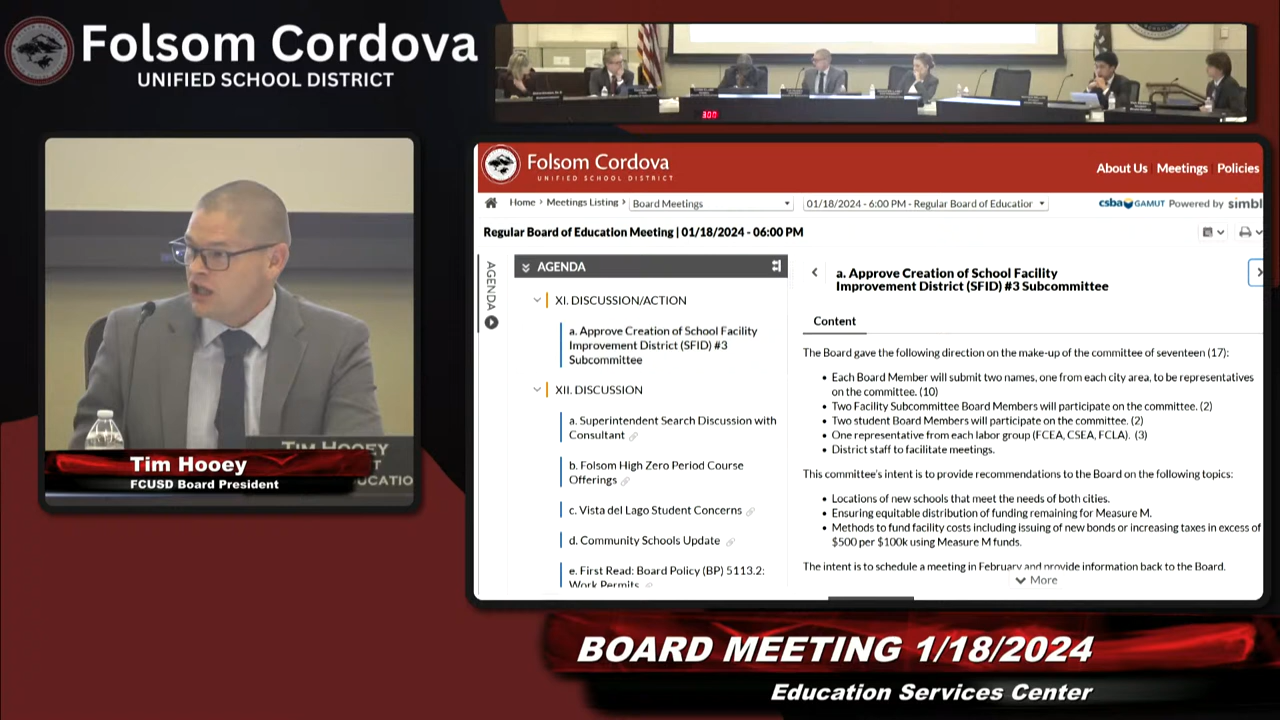 Folsom Cordova
UNIFIED SCHOOL DISTRICT
3:00
TIM HOOEY
Tim Hooey
FCUSD Board President
Folsom Cordova
UNIFIED SCHOOL DISTRICT
About Us Meetings Policies
Home > Meetings Listing > Board Meetings 01/18/2024 - 6:00 PM - Regular Board of Education csba GAMUT Powered by simbl
Regular Board of Education Meeting | 01/18/2024 - 06:00 PM
AGENDA
AGENDA
XI. DISCUSSION/ACTION
a. Approve Creation of School Facility
Improvement District (SFID) #3
Subcommittee
XII. DISCUSSION
a. Superintendent Search Discussion with
Consultant
b. Folsom High Zero Period Course
Offerings
c. Vista del Lago Student Concerns
d. Community Schools Update
e. First Read: Board Policy (BP) 5113.2:
Work Permits
a. Approve Creation of School Facility
Improvement District (SFID) #3 Subcommittee
Content
The Board gave the following direction on the make-up of the committee of seventeen (17):
• Each Board Member will submit two names, one from each city area, to be representatives
on the committee. (10)
• Two Facility Subcommittee Board Members will participate on the committee. (2)
• Two student Board Members will participate on the committee. (2)
• One representative from each labor group (FCEA, CSEA, FCLA). (3)
• District staff to facilitate meetings.
This committee's intent is to provide recommendations to the Board on the following topics:
• Locations of new schools that meet the needs of both cities.
• Ensuring equitable distribution of funding remaining for Measure M.
• Methods to fund facility costs including issuing of new bonds or increasing taxes in excess of
$500 per $100k using Measure M funds.
The intent is to schedule a meeting in February and provide information back to the Board.
More
BOARD MEETING 1/18/2024
Education Services Center